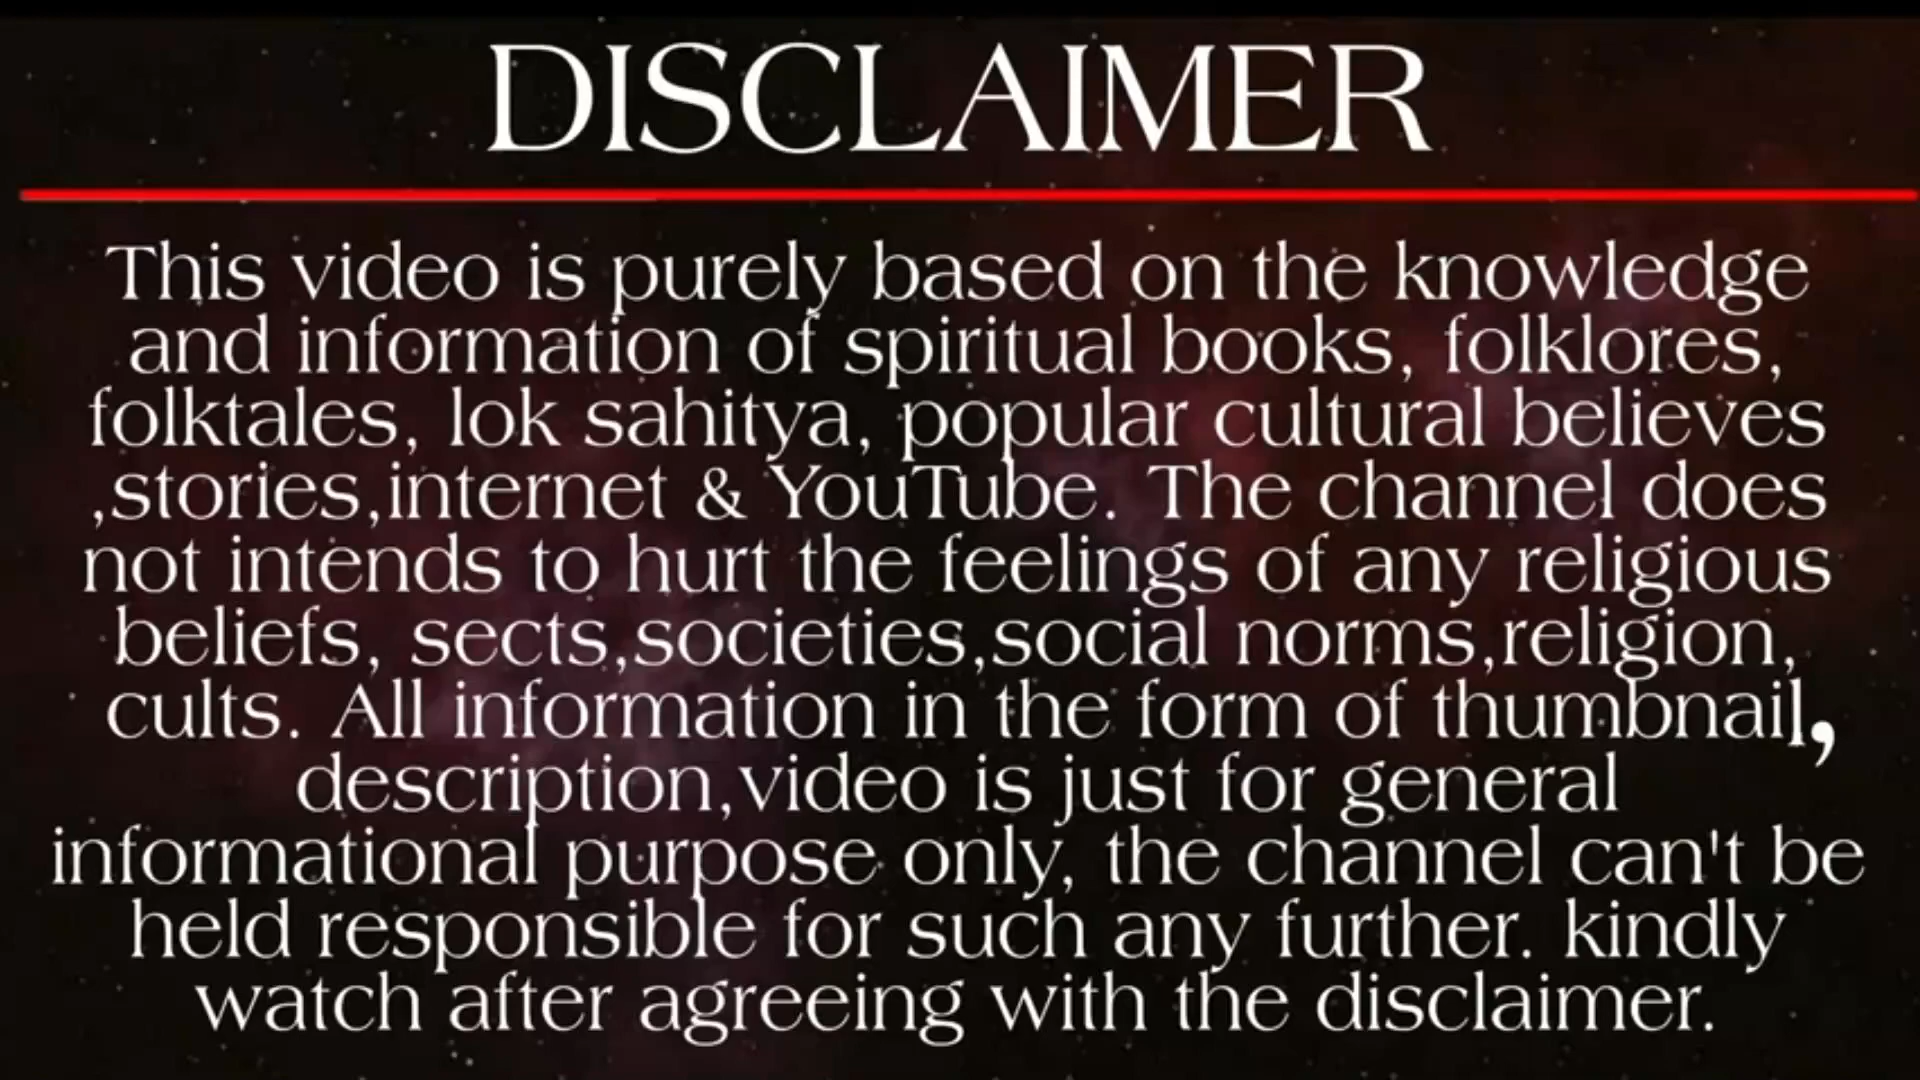 DISCLAIMER
This video is purely based on the knowledge
and information of spiritual books, folklores,
folktales, lok sahitya, popular cultural believes
,stories,internet & YouTube. The channel does
not intends to hurt the feelings of any religious
beliefs, sects,societies,social norms,religion,
cults. All information in the form of thumbnail,
description,video is just for general
informational purpose only, the channel can't be
held responsible for such any further. kindly
watch after agreeing with the disclaimer.